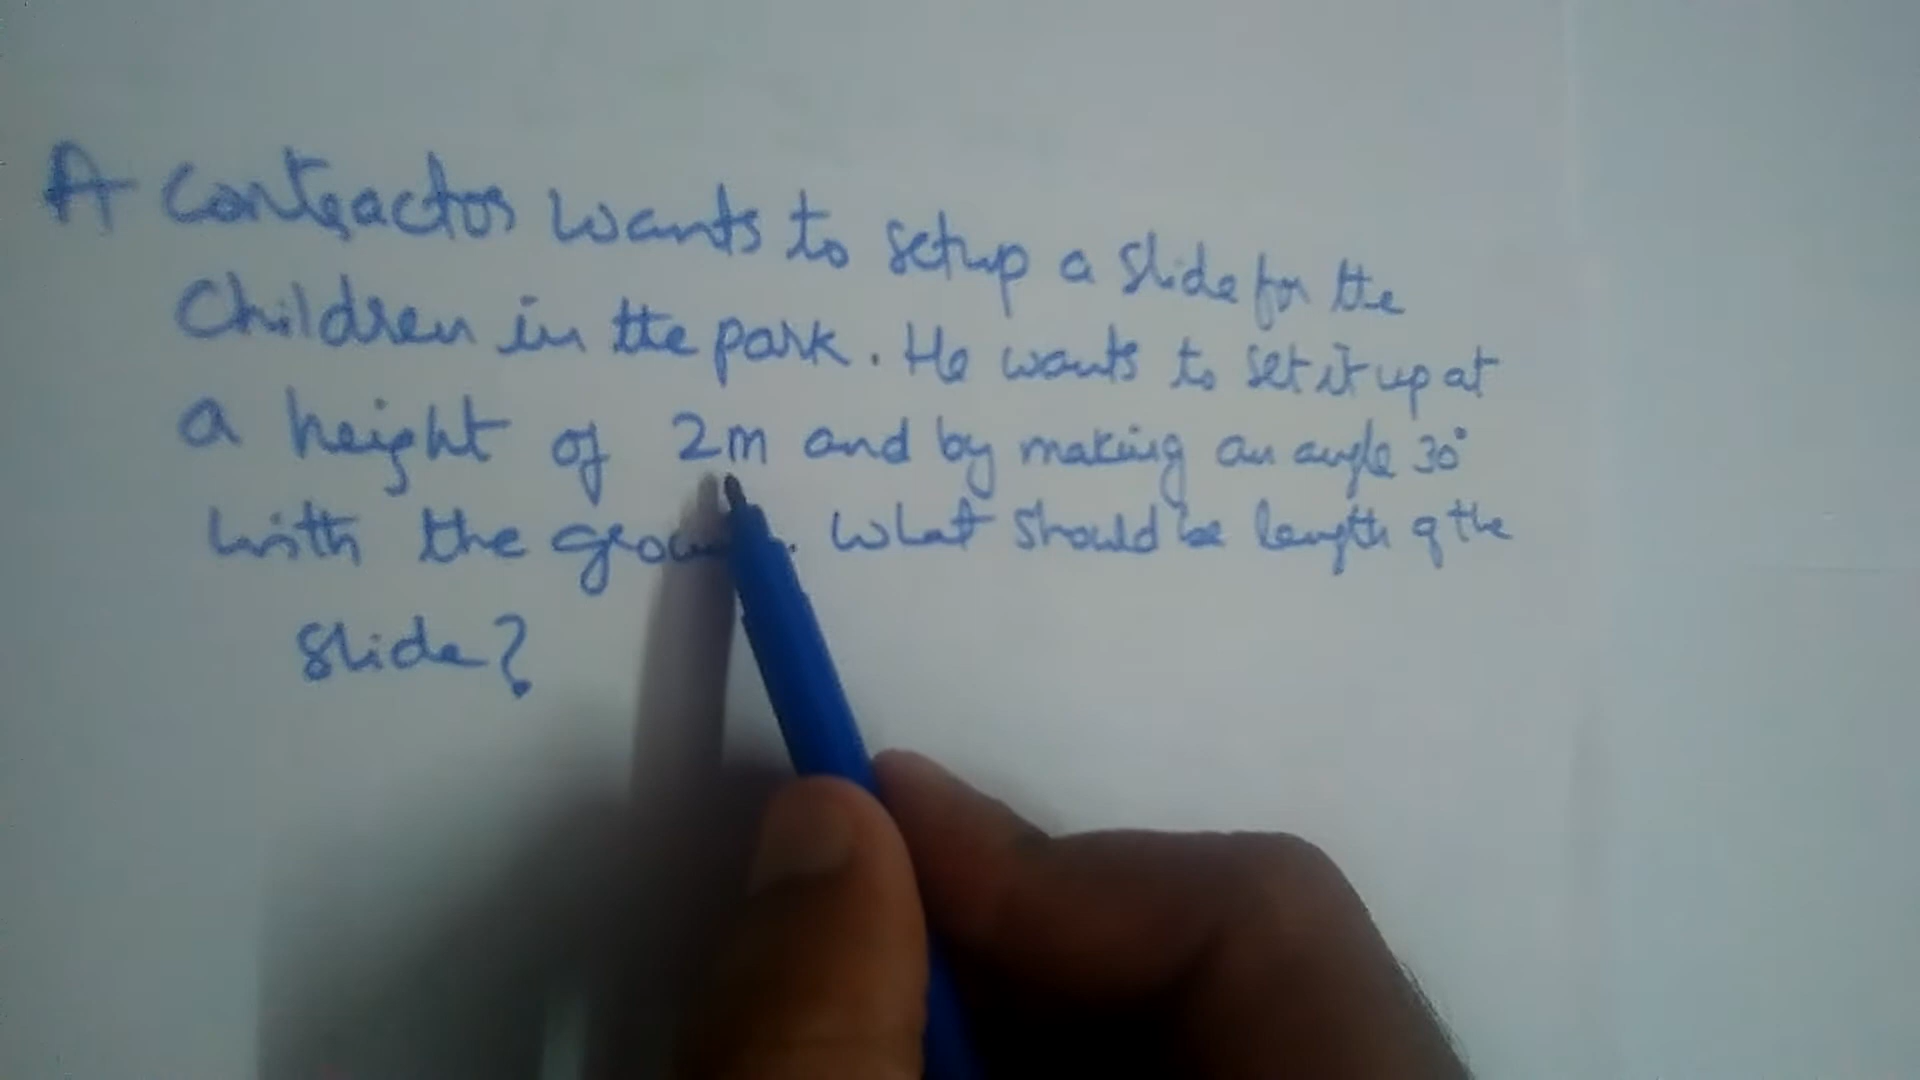 A Contractor wants to setup a slide for the
Children in the park. He wants to set it up at
a height of 2m and by making an angle 30°
with the . What should be length of the
slide?